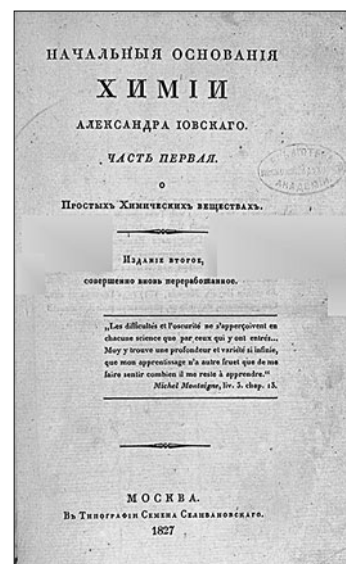 НАЧАЛЬНЫЯ ОСНОВАНІЯ
ХИМІИ
АЛЕКСАНДРА ІОВСКАГО.
ЧАСТЬ ПЕРВАЯ.
О
Простыхъ Химическихъ веществахъ.
Изданіе второе,
совершенно вновь переработанное.
„Les difficultés et l'oscurité ne s'apperçoivent en
chacune science que par ceux qui y ont entrés...
Moy y trouve une profondeur et variété si infinie,
que mon apprentissage n'a autre fruet que de me
faire sentir combien il me reste à apprendre.“
Michel Montaigne, liv. 3. chap. 13.
МОСКВА.
Въ Типографіи Семена Селивановскаго.
1827